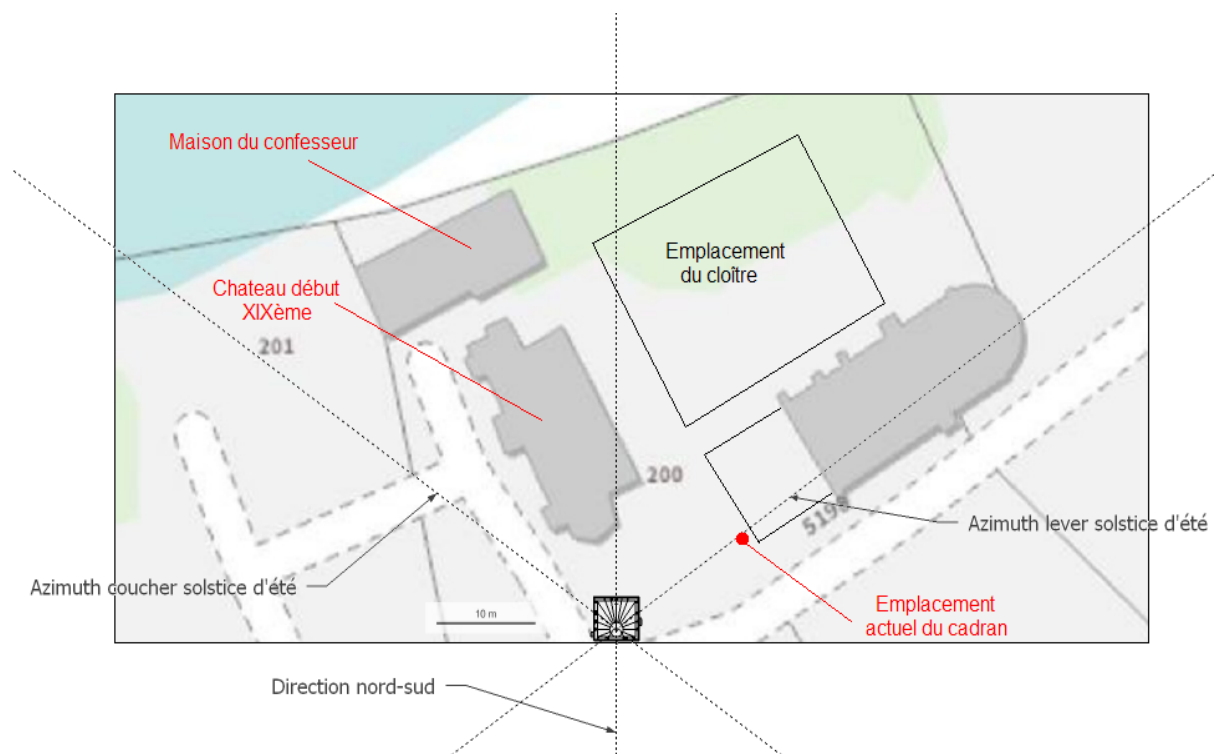 Maison du confesseur
Emplacement
du cloître
Chateau début
XIXème
201
200
5199
Azimuth lever solstice d'été
Azimuth coucher solstice d'été
10 m
Emplacement
actuel du cadran
Direction nord-sud